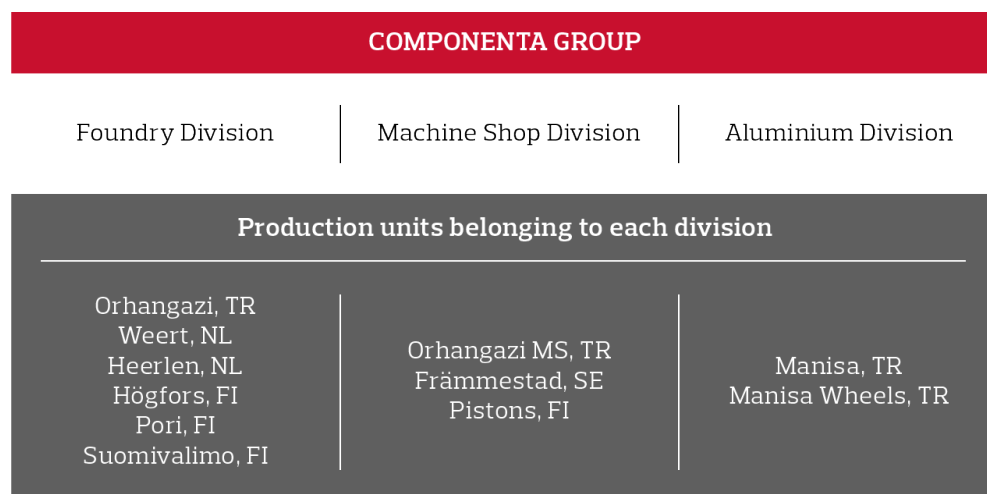 COMPONENTA GROUP
Foundry Division
Machine Shop Division
Aluminium Division
Production units belonging to each division
Orhangazi, TR
Weert, NL
Heerlen, NL
Högfors, FI
Pori, FI
Suomivalimo, FI
Orhangazi MS, TR
Främmestad, SE
Pistons, FI
Manisa, TR
Manisa Wheels, TR